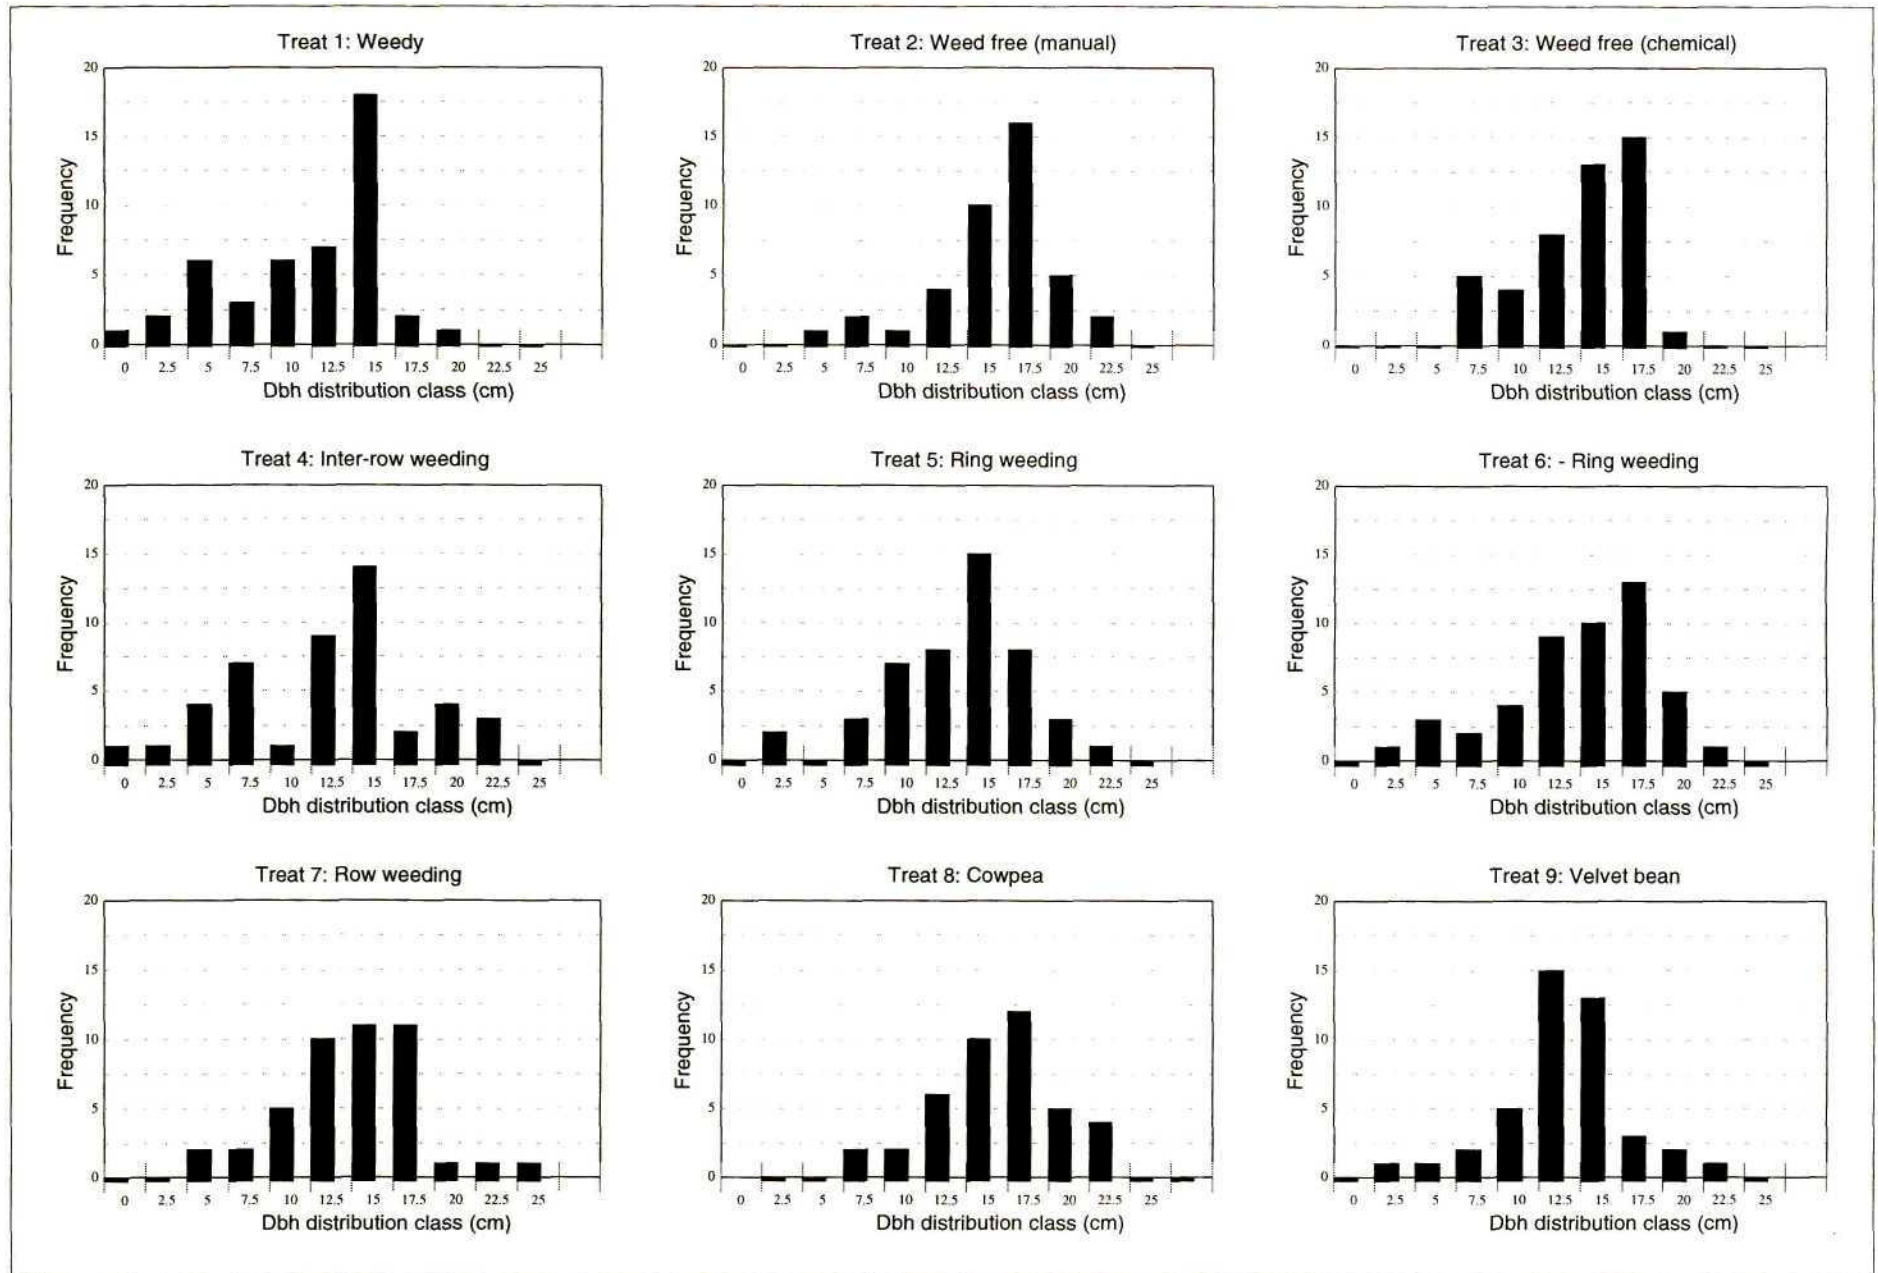 Treat 1: Weedy
20
15
10
5
0
Frequency
0 2.5 5 7.5 10 12.5 15 17.5 20 22.5 25
Dbh distribution class (cm)
Treat 2: Weed free (manual)
20
15
10
5
0
Frequency
0 2.5 5 7.5 10 12.5 15 17.5 20 22.5 25
Dbh distribution class (cm)
Treat 3: Weed free (chemical)
20
15
10
5
0
Frequency
0 2.5 5 7.5 10 12.5 15 17.5 20 22.5 25
Dbh distribution class (cm)
Treat 4: Inter-row weeding
20
15
10
5
0
Frequency
0 2.5 5 7.5 10 12.5 15 17.5 20 22.5 25
Dbh distribution class (cm)
Treat 5: Ring weeding
20
15
10
5
0
Frequency
0 2.5 5 7.5 10 12.5 15 17.5 20 22.5 25
Dbh distribution class (cm)
Treat 6: - Ring weeding
20
15
10
5
0
Frequency
0 2.5 5 7.5 10 12.5 15 17.5 20 22.5 25
Dbh distribution class (cm)
Treat 7: Row weeding
20
15
10
5
0
Frequency
0 2.5 5 7.5 10 12.5 15 17.5 20 22.5 25
Dbh distribution class (cm)
Treat 8: Cowpea
20
15
10
5
0
Frequency
0 2.5 5 7.5 10 12.5 15 17.5 20 22.5 25
Dbh distribution class (cm)
Treat 9: Velvet bean
20
15
10
5
0
Frequency
0 2.5 5 7.5 10 12.5 15 17.5 20 22.5 25
Dbh distribution class (cm)